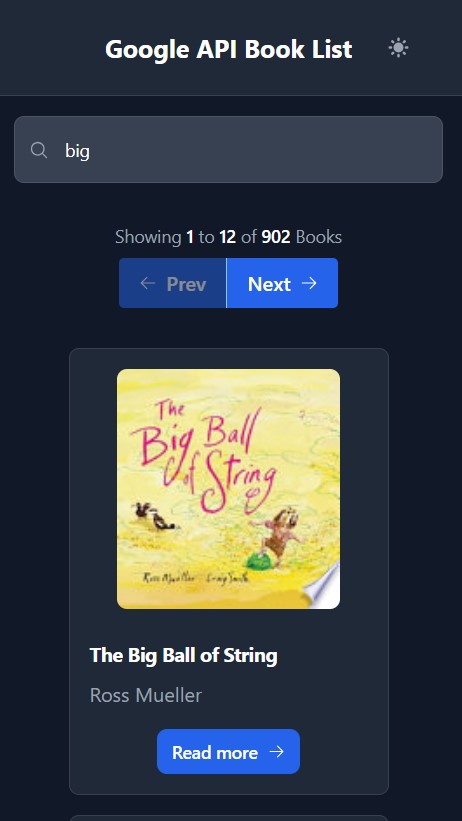 Google API Book List
big
Showing 1 to 12 of 902 Books
← Prev
Next →
The
Big Ball
of String
Ross Mueller Craig Smith
The Big Ball of String
Ross Mueller
Read more →